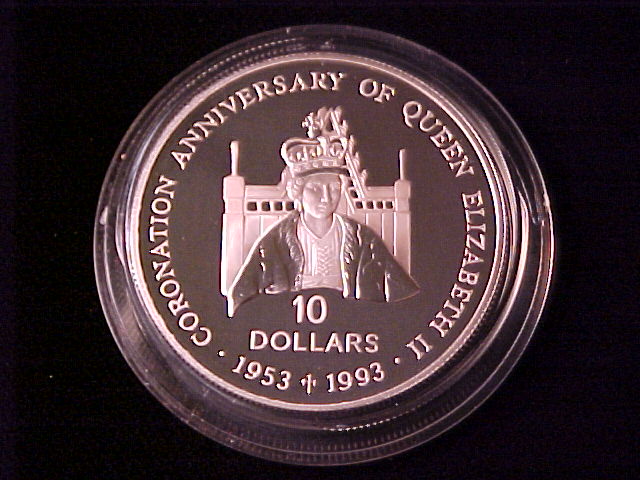 CORONATION ANNIVERSARY OF QUEEN ELIZABETH II
10
DOLLARS
· 1953 ✝ 1993 ·